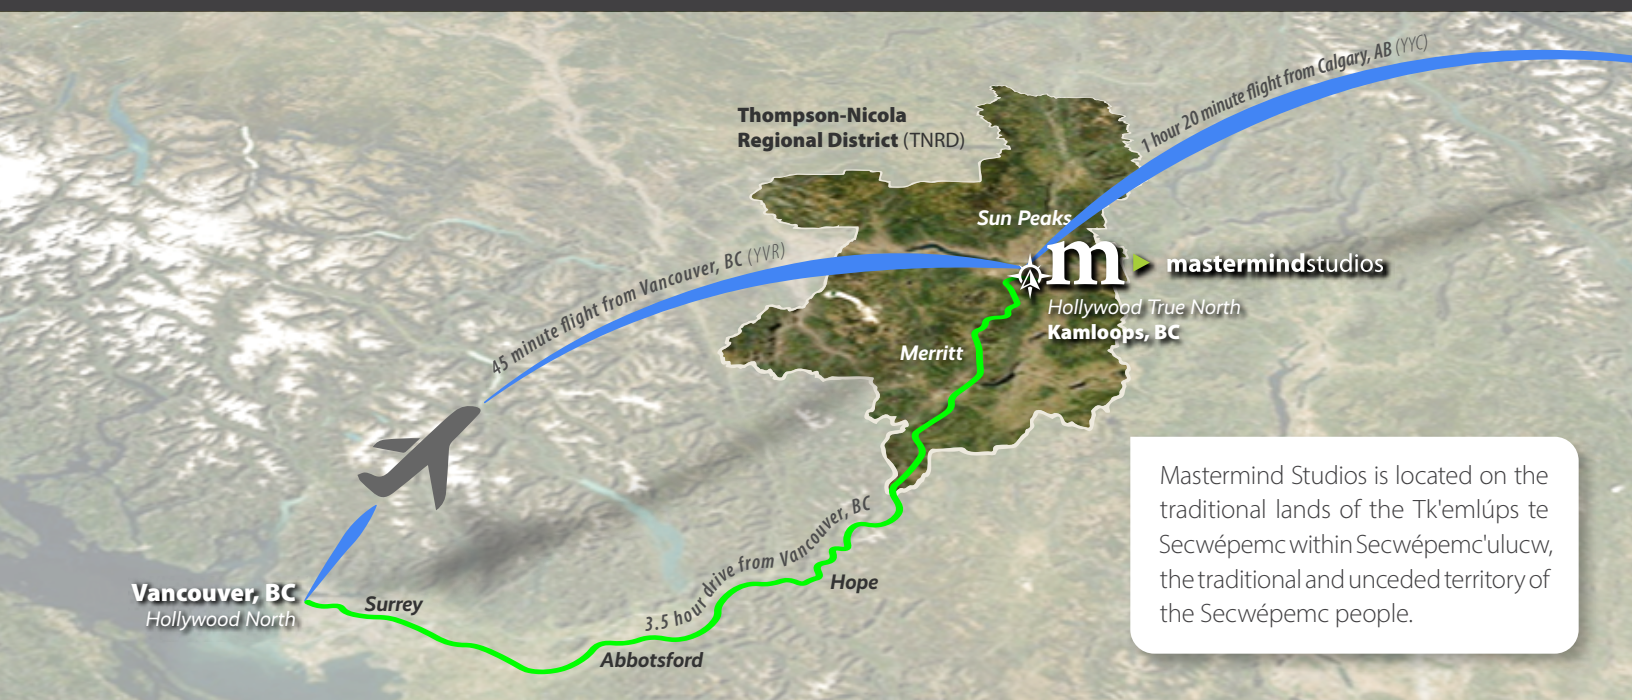 1 hour 20 minute flight from Calgary, AB (YYC)
Thompson-Nicola
Regional District (TNRD)
Sun Peaks
45 minute flight from Vancouver, BC (YVR)
m
mastermindstudios
Hollywood True North
Kamloops, BC
Merritt
Mastermind Studios is located on the
traditional lands of the Tk'emlúps te
Secwépemc within Secwépemc'ulucw,
the traditional and unceded territory of
the Secwépemc people.
3.5 hour drive from Vancouver, BC
Hope
Vancouver, BC
Hollywood North
Surrey
Abbotsford